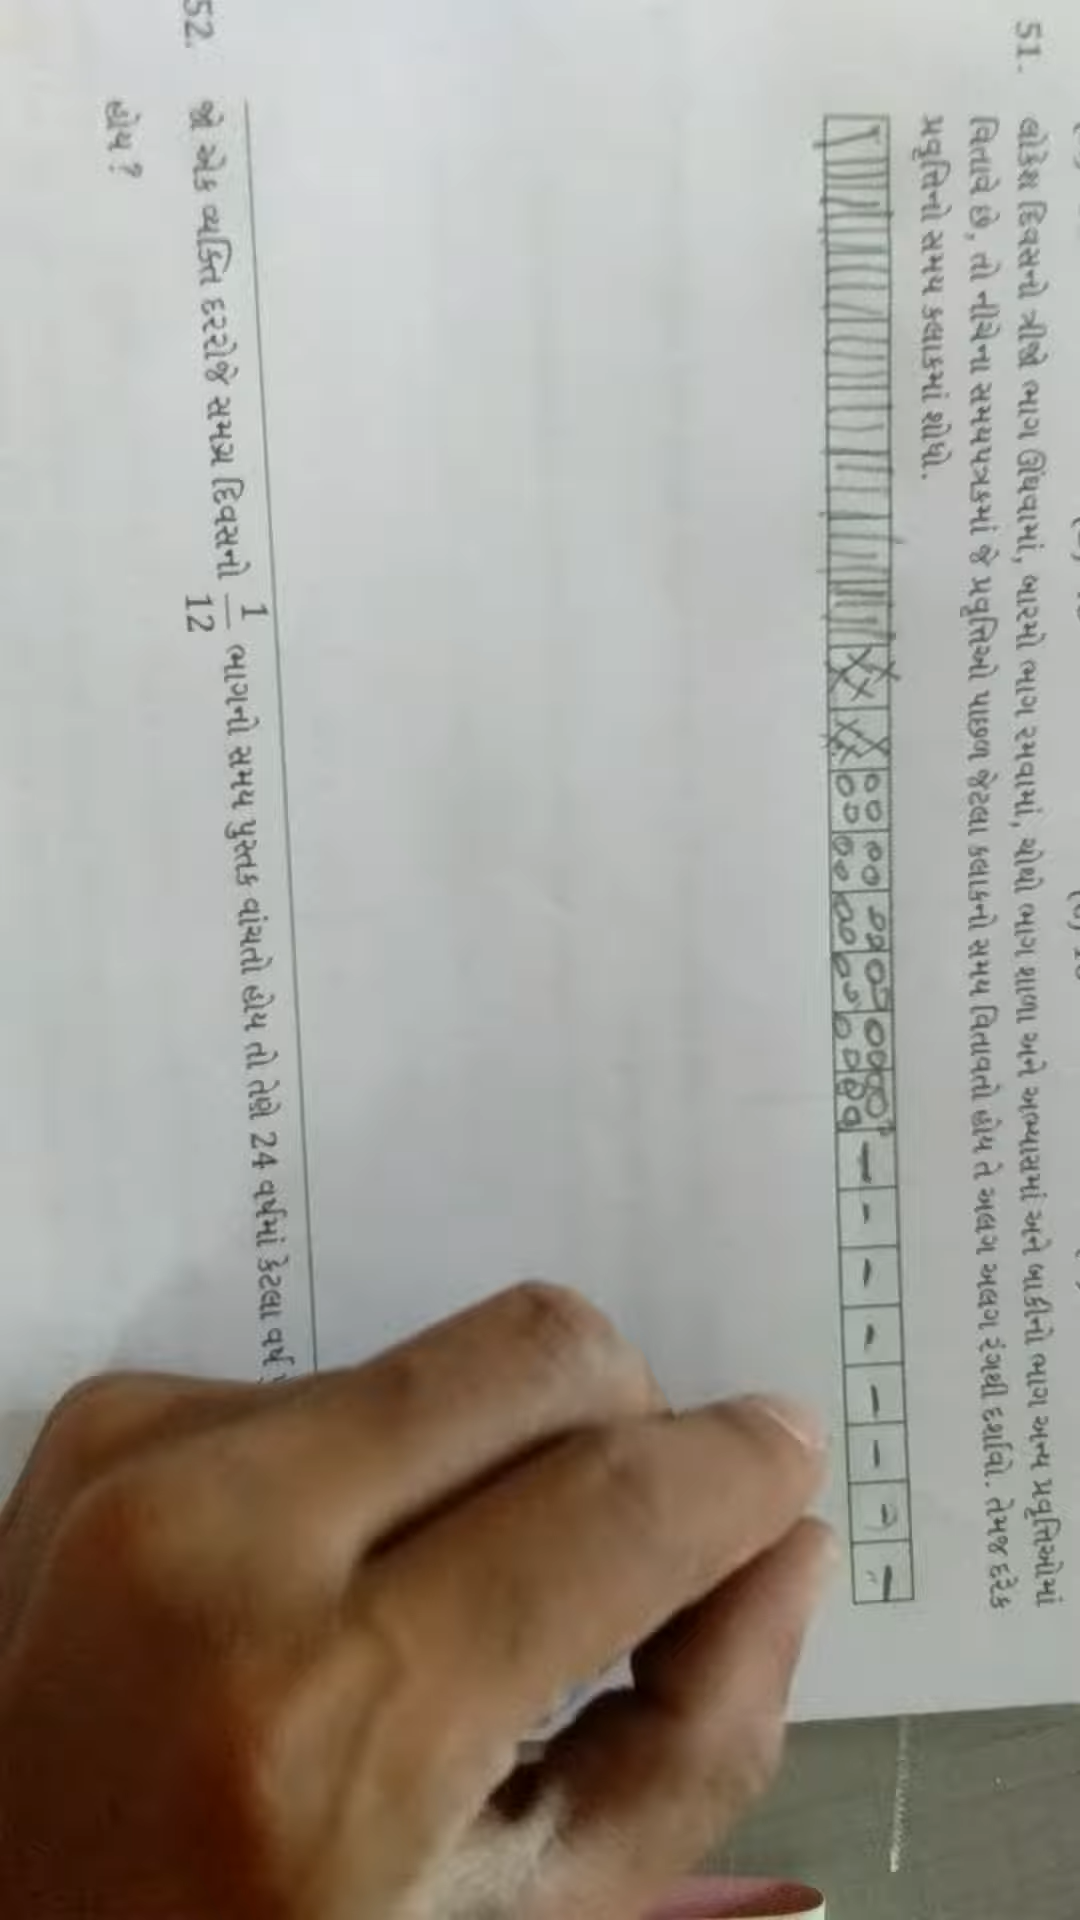 51. લોકેશ દિવસનો ત્રીજો ભાગ ઊંઘવામાં, બારમો ભાગ રમવામાં, ચોથો ભાગ શાળા અને અભ્યાસમાં અને બાકીનો ભાગ અન્ય પ્રવૃત્તિઓમાં
વિતાવે છે, તો નીચેના સમયપત્રકમાં જે પ્રવૃત્તિઓ પાછળ જેટલા કલાકનો સમય વિતાવતો હોય તે અલગ અલગ રંગથી દર્શાવો. તેમજ દરેક
પ્રવૃત્તિનો સમય કલાકમાં શોધો.
52. જો એક વ્યક્તિ દરરોજે સમગ્ર દિવસનો 1/12 ભાગનો સમય પુસ્તક વાંચતો હોય તો તેણે 24 વર્ષમાં કેટલા વર્ષ
હોય?